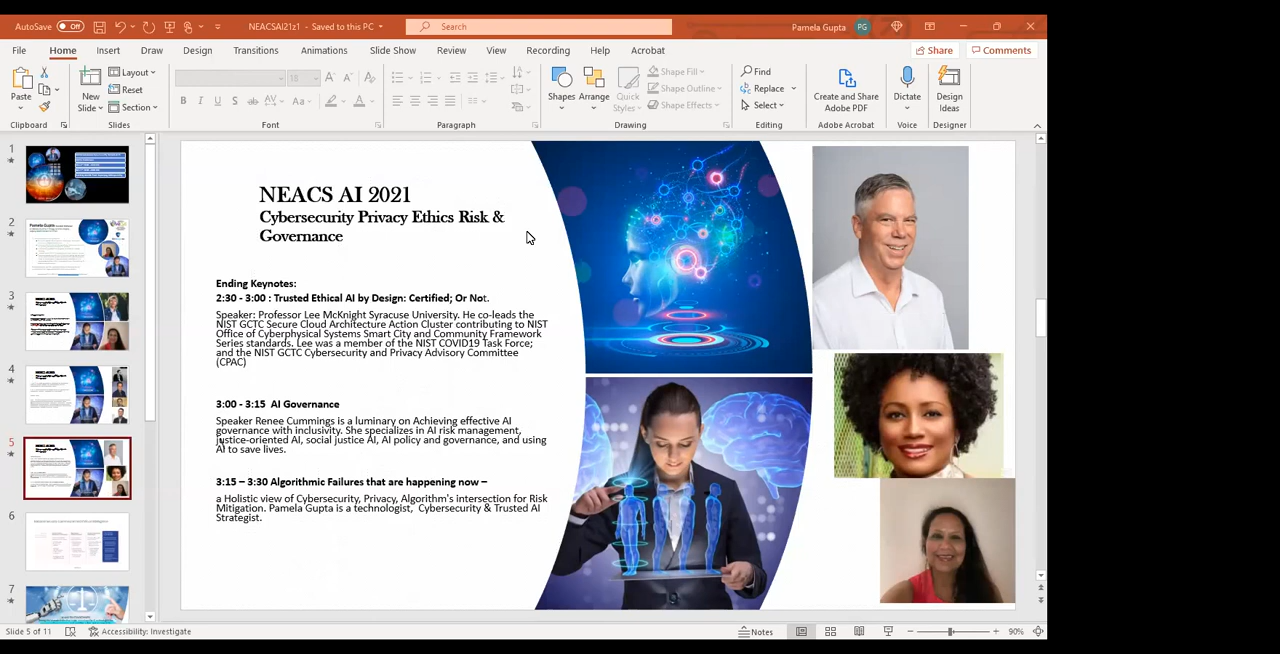 AutoSave Off NEACSAI21z1 - Saved to this PC Search Pamela Gupta PG
File Home Insert Draw Design Transitions Animations Slide Show Review View Recording Help Acrobat Share Comments
Paste
Clipboard
New
Slide
Layout
Reset
Section
Slides
18
Font
Paragraph
Shapes
Arrange
Quick
Styles
Shape Fill
Shape Outline
Shape Effects
Drawing
Find
Replace
Select
Editing
Create and Share
Adobe PDF
Adobe Acrobat
Dictate
Voice
Design
Ideas
Designer
1
2
3
4
5
6
7
NEACS AI 2021
Cybersecurity Privacy Ethics Risk &
Governance
Ending Keynotes:
2:30 - 3:00 : Trusted Ethical AI by Design: Certified; Or Not.
Speaker: Professor Lee McKnight Syracuse University. He co-leads the
NIST GCTC Secure Cloud Architecture Action Cluster contributing to NIST
Office of Cyberphysical Systems Smart City and Community Framework
Series standards. Lee was a member of the NIST COVID19 Task Force;
and the NIST GCTC Cybersecurity and Privacy Advisory Committee
(CPAC)
3:00 - 3:15 AI Governance
Speaker Renee Cummings is a luminary on Achieving effective AI
governance with inclusivity. She specializes in AI risk management,
justice-oriented AI, social justice AI, AI policy and governance, and using
AI to save lives.
3:15 – 3:30 Algorithmic Failures that are happening now –
a Holistic view of Cybersecurity, Privacy, Algorithm's intersection for Risk
Mitigation. Pamela Gupta is a technologist, Cybersecurity & Trusted AI
Strategist.
Slide 5 of 11 Accessibility: Investigate Notes 90%